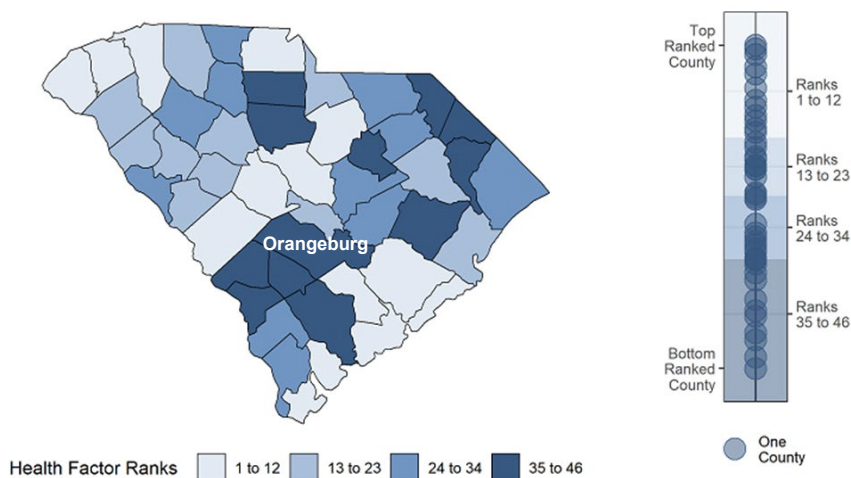 Top
Ranked
County
Ranks
1 to 12
Ranks
13 to 23
Ranks
24 to 34
Ranks
35 to 46
Bottom
Ranked
County
One
County
Orangeburg
Health Factor Ranks
1 to 12
13 to 23
24 to 34
35 to 46